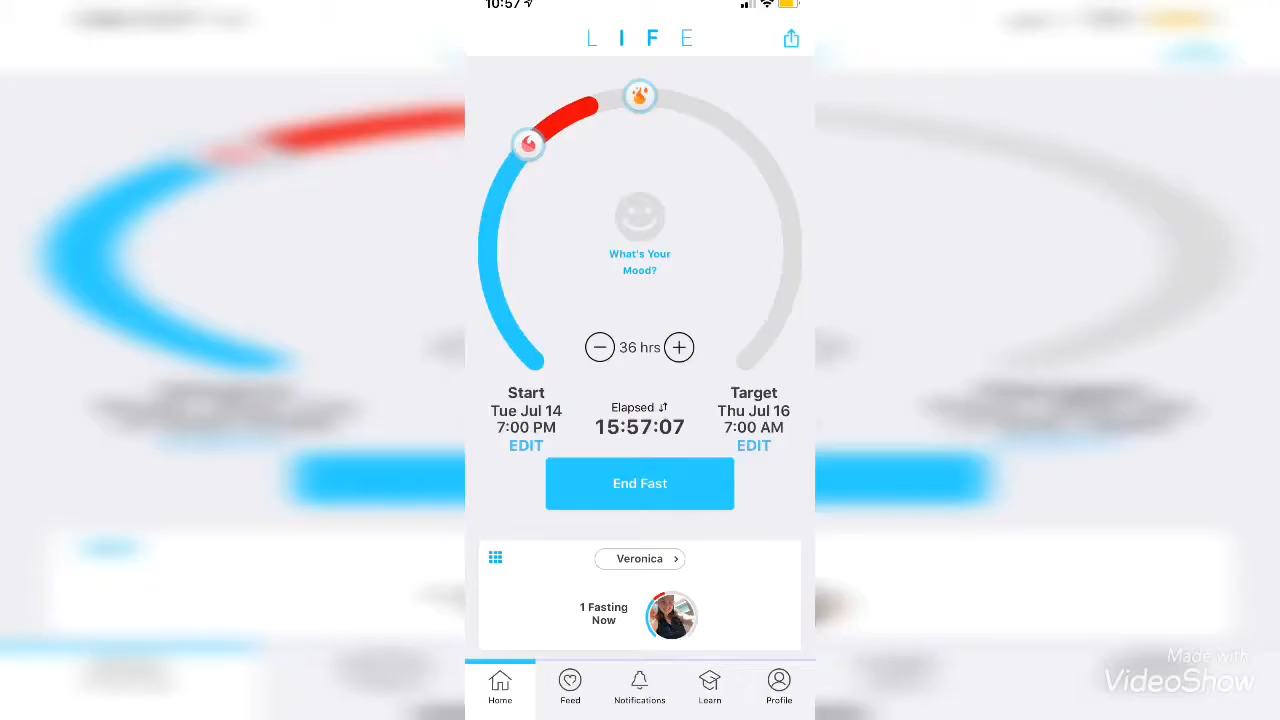 10:57
LIFE
What's Your
Mood?
36 hrs
Start
Tue Jul 14
7:00 PM
EDIT
Elapsed
15:57:07
Target
Thu Jul 16
7:00 AM
EDIT
End Fast
Veronica
1 Fasting
Now
Home
Feed
Notifications
Learn
Profile
Made with
VideoShow